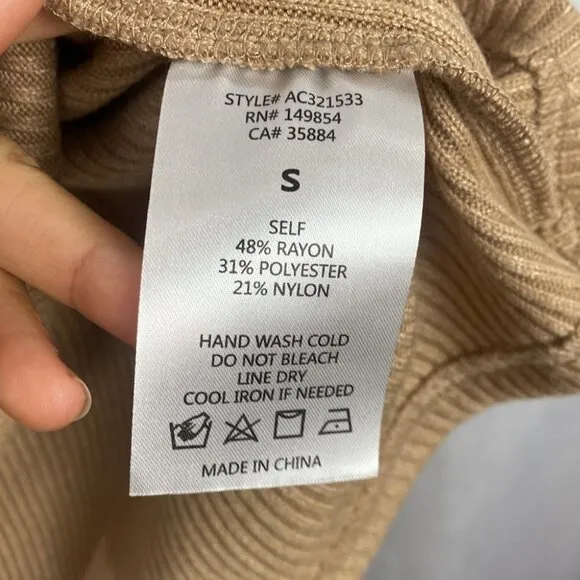 STYLE# AC321533
RN# 149854
CA# 35884
S
SELF
48% RAYON
31% POLYESTER
21% NYLON
HAND WASH COLD
DO NOT BLEACH
LINE DRY
COOL IRON IF NEEDED
MADE IN CHINA